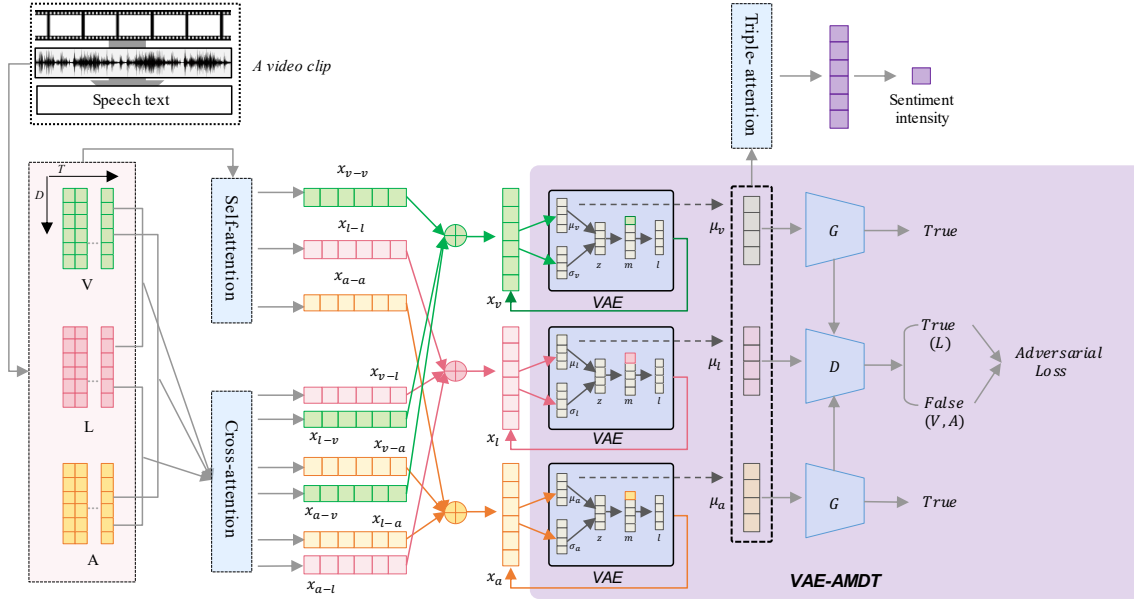 Speech text
A video clip
T
D
V
L
A
Self-attention
Cross-attention
x_{v-v}
x_{l-l}
x_{a-a}
x_{v-l}
x_{l-v}
x_{v-a}
x_{a-v}
x_{l-a}
x_{a-l}
x_v
x_l
x_a
μ_v
σ_v
z
m
l
VAE
μ_l
σ_l
z
m
l
VAE
μ_a
σ_a
z
m
l
VAE
Triple- attention
Sentiment
intensity
μ_v
μ_l
μ_a
G
True
D
True
(L)
False
(V, A)
Adversarial
Loss
G
True
VAE-AMDT